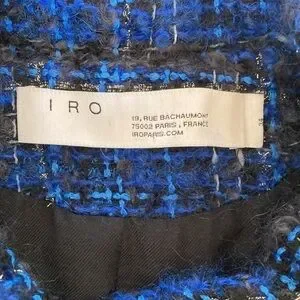 IRO
19, RUE BACHAUMONT
75002 PARIS, FRANCE
IROPARIS.COM